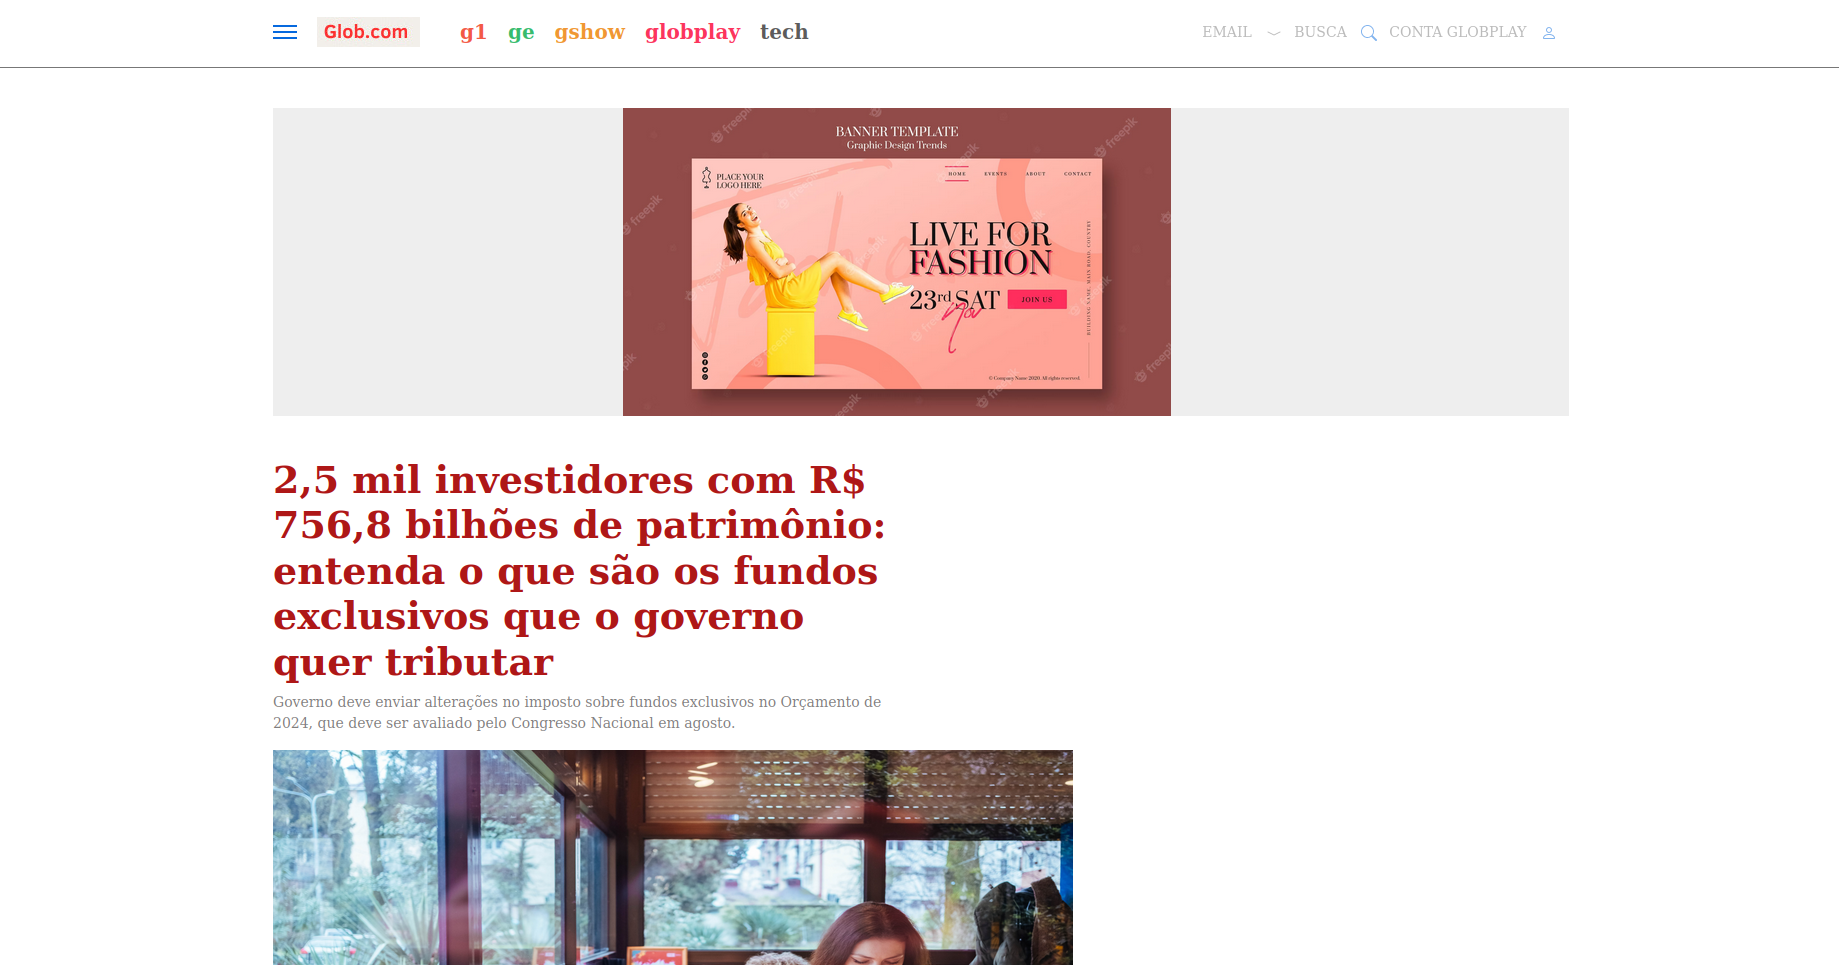 Glob.com
g1 ge gshow globplay tech
EMAIL BUSCA CONTA GLOBPLAY
BANNER TEMPLATE
Graphic Design Trends
PLACE YOUR
LOGO HERE
HOME EVENTS ABOUT CONTACT
LIVE FOR
FASHION
23rd SAT
JOIN US
Nov
BUILDING NAME, MAIN ROAD, COUNTRY
© Company Name 2020. All rights reserved.
freepik
2,5 mil investidores com R$
756,8 bilhões de patrimônio:
entenda o que são os fundos
exclusivos que o governo
quer tributar
Governo deve enviar alterações no imposto sobre fundos exclusivos no Orçamento de
2024, que deve ser avaliado pelo Congresso Nacional em agosto.